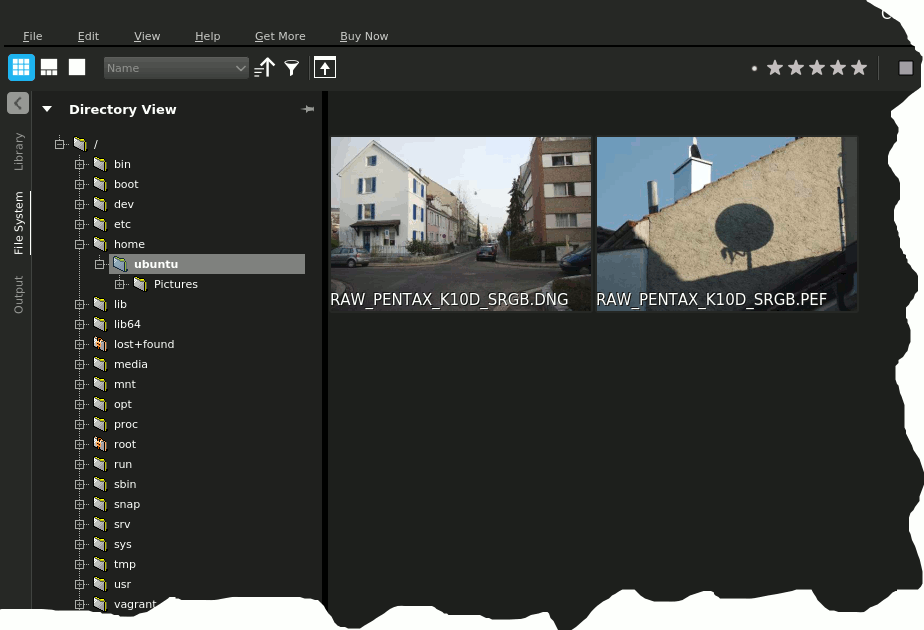 File Edit View Help Get More Buy Now
Name
Library
File System
Output
Directory View
/
bin
boot
dev
etc
home
ubuntu
Pictures
lib
lib64
lost+found
media
mnt
opt
proc
root
run
sbin
snap
srv
sys
tmp
usr
vagrant
RAW_PENTAX_K10D_SRGB.DNG
RAW_PENTAX_K10D_SRGB.PEF